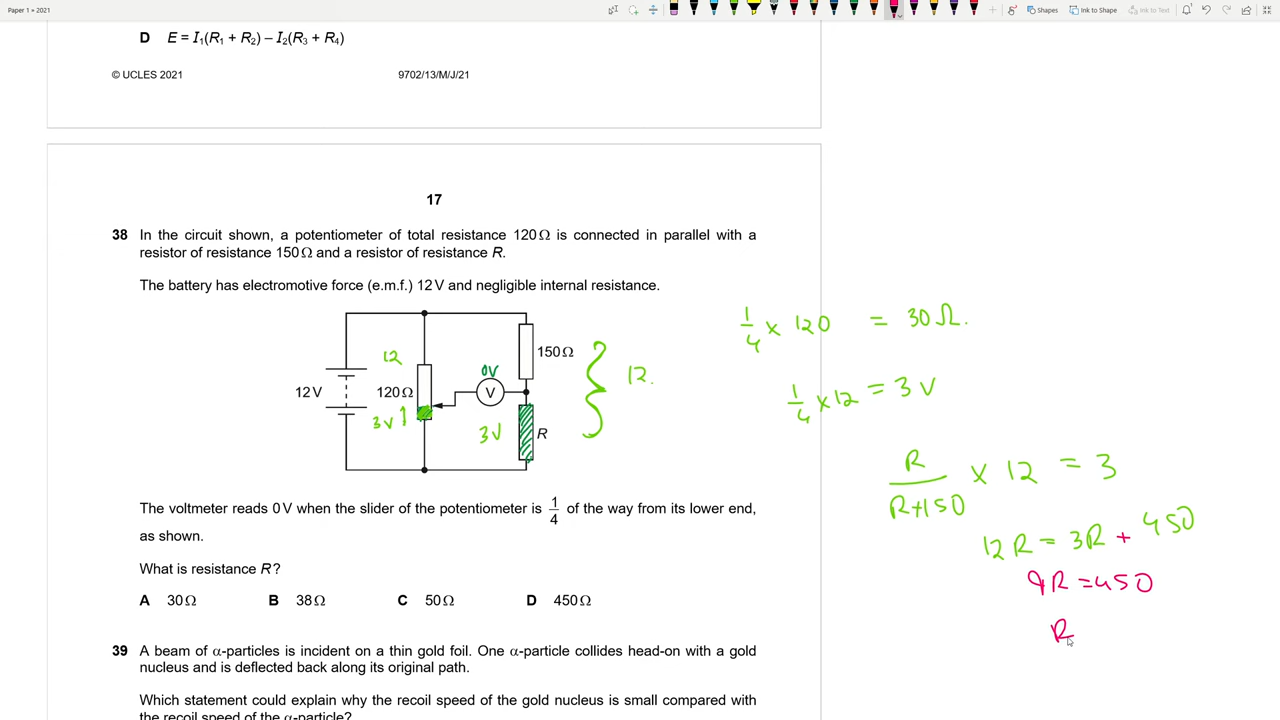 Paper 1 • 2021
Shapes
Ink to Shape
Ink to Text
D E = I₁(R₁ + R₂) – I₂(R₃ + R₄)
© UCLES 2021 9702/13/M/J/21
17
38 In the circuit shown, a potentiometer of total resistance 120 Ω is connected in parallel with a
resistor of resistance 150 Ω and a resistor of resistance R.
The battery has electromotive force (e.m.f.) 12 V and negligible internal resistance.
12 V
12
120 Ω
3V
0V
V
3V
150 Ω
R
12.
1/4 x 120 = 30 Ω.
1/4 x 12 = 3 V
R/R+150 x 12 = 3
12R = 3R + 450
9R = 450
R
The voltmeter reads 0 V when the slider of the potentiometer is 1/4 of the way from its lower end,
as shown.
What is resistance R?
A 30 Ω B 38 Ω C 50 Ω D 450 Ω
39 A beam of α-particles is incident on a thin gold foil. One α-particle collides head-on with a gold
nucleus and is deflected back along its original path.
Which statement could explain why the recoil speed of the gold nucleus is small compared with
the recoil speed of the α-particle?